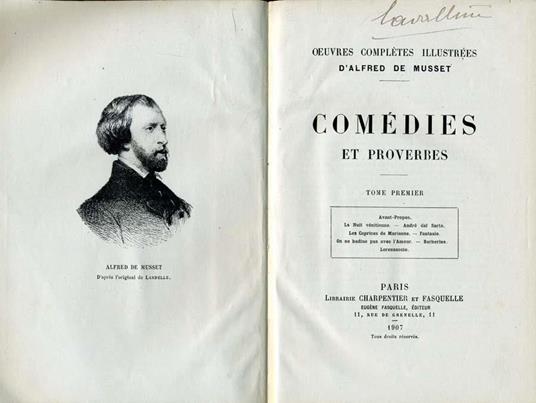 ALFRED DE MUSSET
D'après l'original de LANDELLE.
OEUVRES COMPLÈTES ILLUSTRÉES
D'ALFRED DE MUSSET
COMÉDIES
ET PROVERBES
TOME PREMIER
Avant-Propos.
La Nuit vénitienne. — André del Sarto.
Les Caprices de Marianne. — Fantasio.
On ne badine pas avec l'Amour. — Barberine.
Lorenzaccio.
PARIS
LIBRAIRIE CHARPENTIER ET FASQUELLE
EUGÈNE FASQUELLE, ÉDITEUR
11, RUE DE GRENELLE, 11
1907
Tous droits réservés.